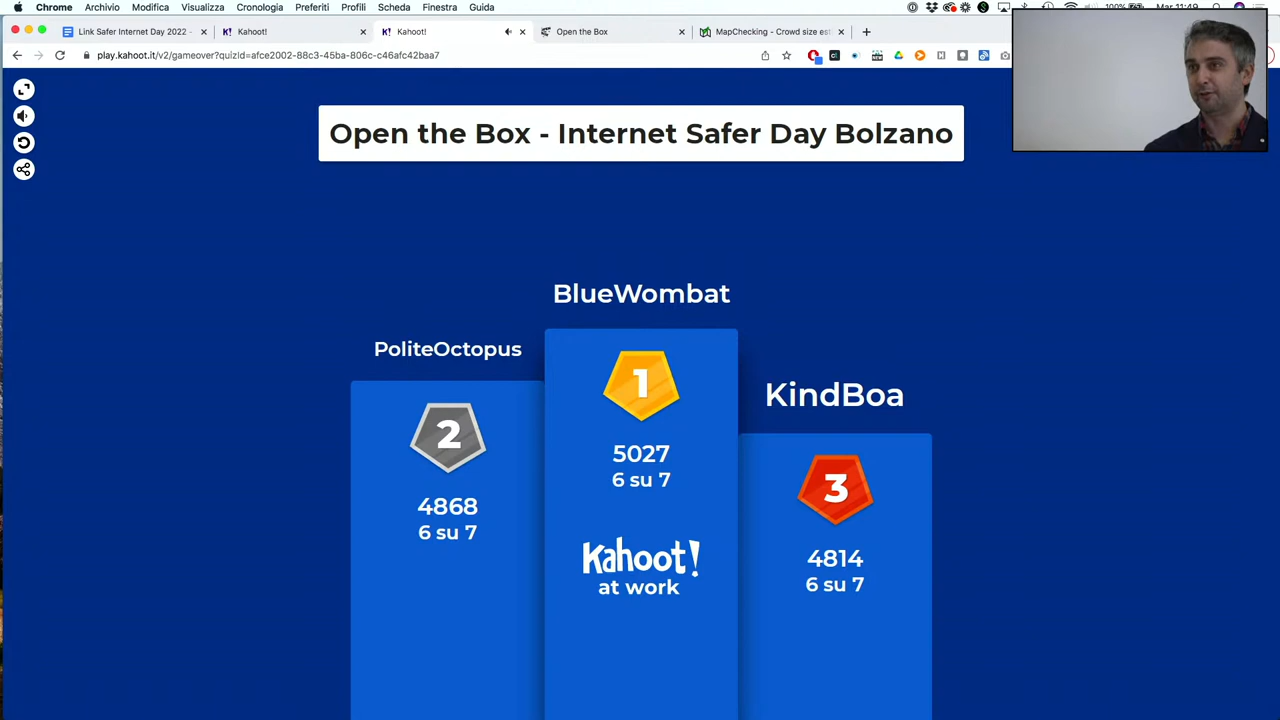 Chrome Archivio Modifica Visualizza Cronologia Preferiti Profili Scheda Finestra Guida
Link Safer Internet Day 2022 - Kahoot! Kahoot! Open the Box MapChecking - Crowd size es
play.kahoot.it/v2/gameover?quizId=afce2002-88c3-45ba-806c-c46afc42baa7
Open the Box - Internet Safer Day Bolzano
BlueWombat
PoliteOctopus
KindBoa
1
2
3
5027
6 su 7
4868
6 su 7
4814
6 su 7
Kahoot!
at work